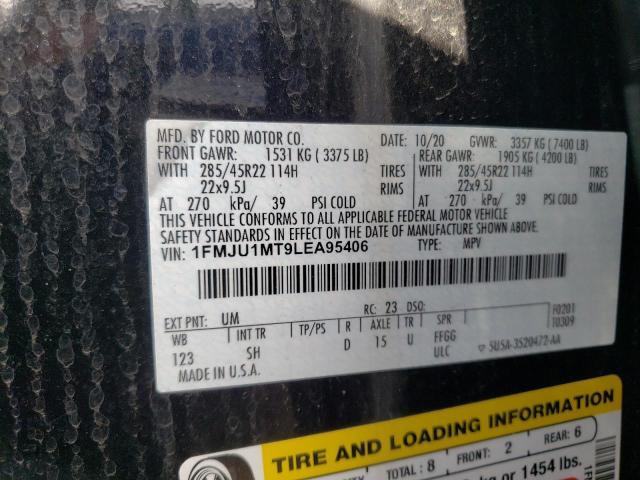 MFD. BY FORD MOTOR CO. DATE: 10/20 GVWR: 3357 KG ( 7400 LB)
FRONT GAWR: 1531 KG ( 3375 LB) REAR GAWR: 1905 KG ( 4200 LB)
WITH 285/45R22 114H TIRES WITH 285/45R22 114H TIRES
22x9.5J RIMS 22x9.5J RIMS
AT 270 kPa/ 39 PSI COLD AT 270 kPa/ 39 PSI COLD
THIS VEHICLE CONFORMS TO ALL APPLICABLE FEDERAL MOTOR VEHICLE
SAFETY STANDARDS IN EFFECT ON THE DATE OF MANUFACTURE SHOWN ABOVE.
VIN: 1FMJU1MT9LEA95406 TYPE: MPV
EXT PNT: UM RC: 23 DSO: F0201
WB INT TR TP/PS R AXLE TR SPR T0309
123 SH D 15 U FFGG
ULC 5U5A-3520472-AA
MADE IN U.S.A.
TIRE AND LOADING INFORMATION
TOTAL: 8 FRONT: 2 REAR: 6
kg or 1454 lbs.